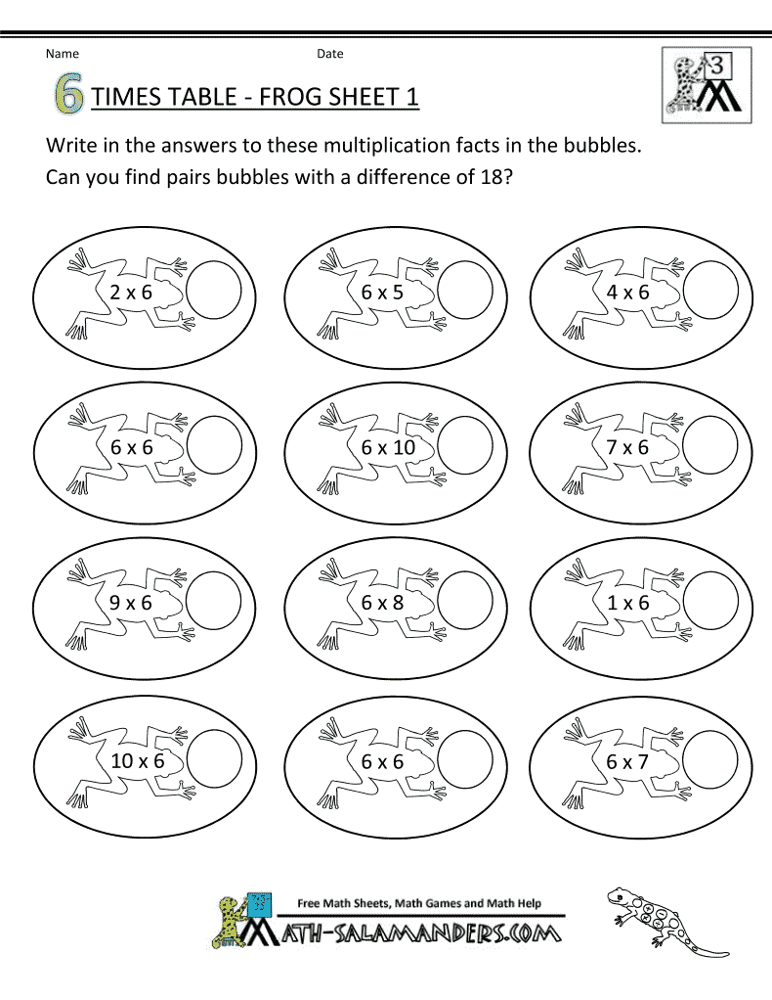 Name Date
3
6 TIMES TABLE - FROG SHEET 1
Write in the answers to these multiplication facts in the bubbles.
Can you find pairs bubbles with a difference of 18?
2 x 6 6 x 5 4 x 6
6 x 6 6 x 10 7 x 6
9 x 6 6 x 8 1 x 6
10 x 6 6 x 6 6 x 7
Free Math Sheets, Math Games and Math Help
MATH-SALAMANDERS.COM